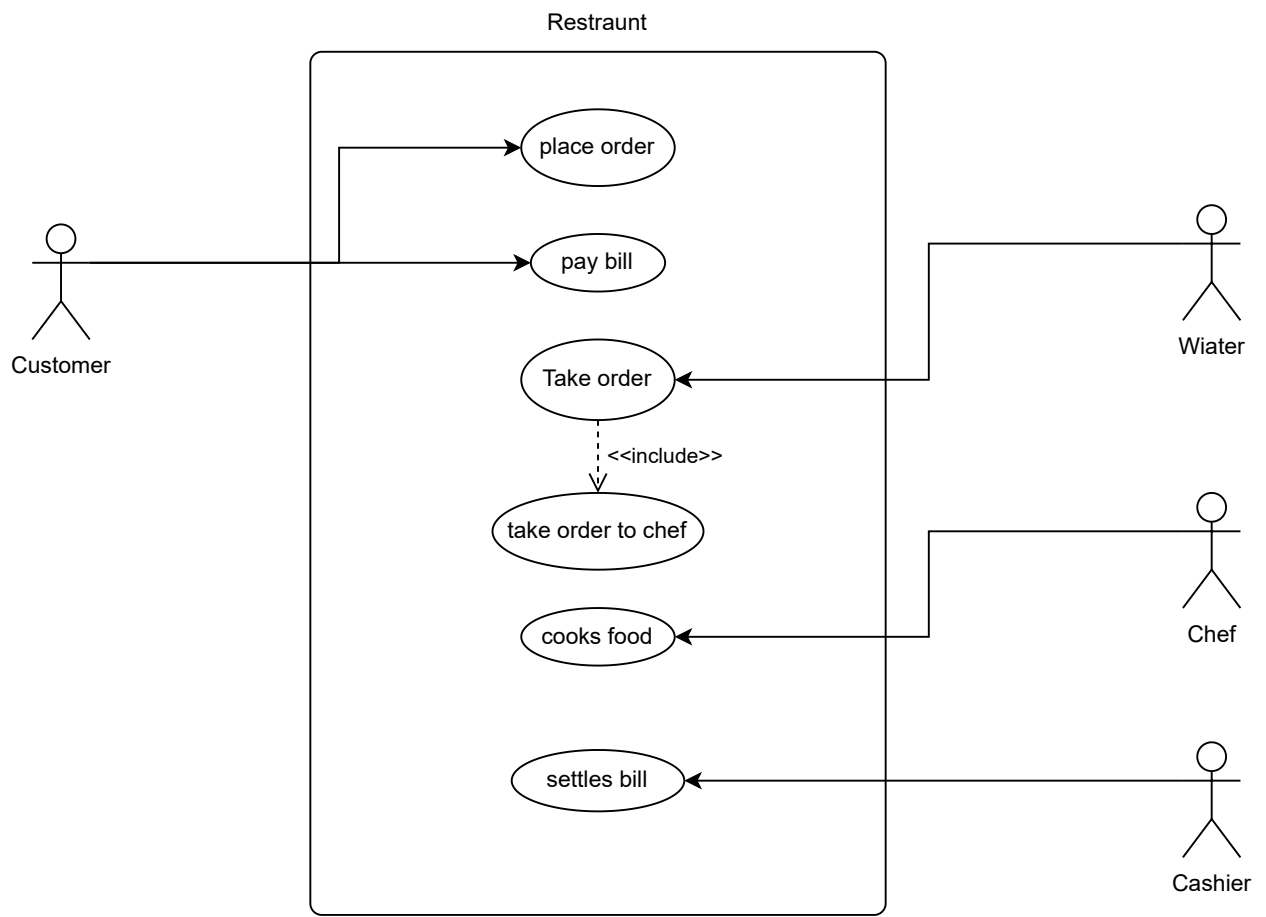 Restraunt
place order
pay bill
Customer
Wiater
Take order
<<include>>
take order to chef
cooks food
Chef
settles bill
Cashier